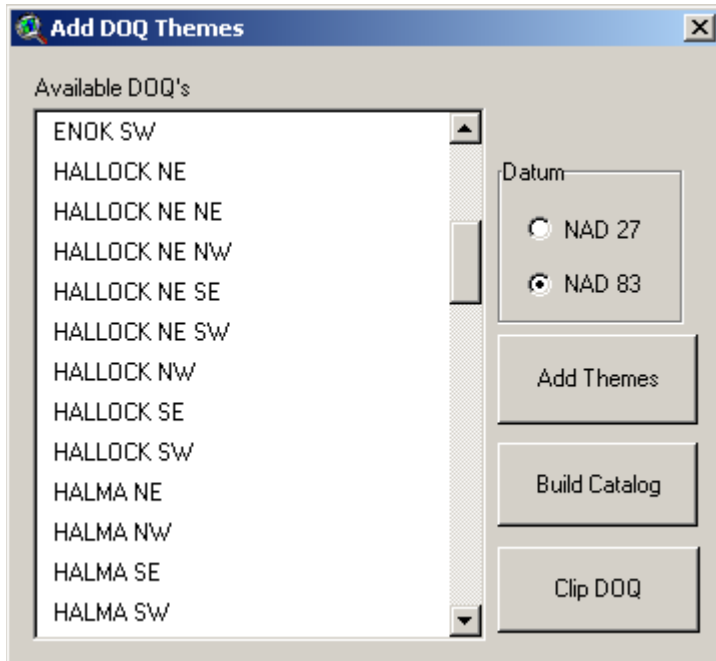 Add DOQ Themes
Available DOQ's
ENOK SW
HALLOCK NE
HALLOCK NE NE
HALLOCK NE NW
HALLOCK NE SE
HALLOCK NE SW
HALLOCK NW
HALLOCK SE
HALLOCK SW
HALMA NE
HALMA NW
HALMA SE
HALMA SW
Datum
NAD 27
NAD 83
Add Themes
Build Catalog
Clip DOQ